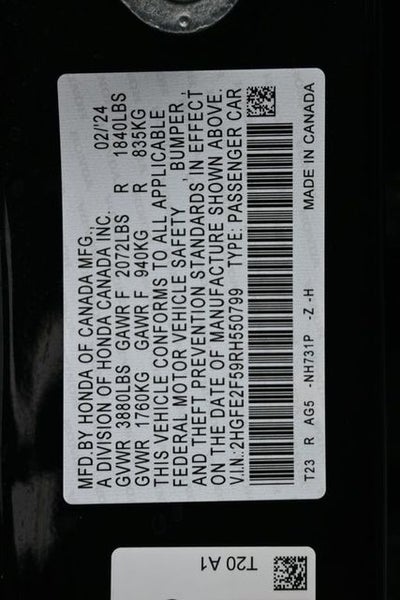 MFD.BY HONDA OF CANADA MFG., 02/'24
A DIVISION OF HONDA CANADA INC.
GVWR 3880LBS GAWR F 2072LBS R 1840LBS
GVWR 1760KG GAWR F 940KG R 835KG
THIS VEHICLE CONFORMS TO ALL APPLICABLE
FEDERAL MOTOR VEHICLE SAFETY , BUMPER ,
AND THEFT PREVENTION STANDARDS IN EFFECT
ON THE DATE OF MANUFACTURE SHOWN ABOVE.
V.I.N.: 2HGFE2F59RH550799 TYPE: PASSENGER CAR
T23 R AG5 -NH731P -Z -H MADE IN CANADA
T20 A1